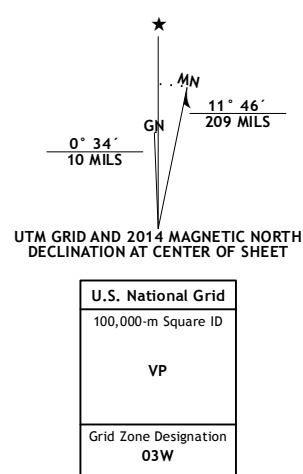 ★
MN
GN
11° 46´
209 MILS
0° 34´
10 MILS
UTM GRID AND 2014 MAGNETIC NORTH
DECLINATION AT CENTER OF SHEET
U.S. National Grid
100,000-m Square ID
VP
Grid Zone Designation
03W